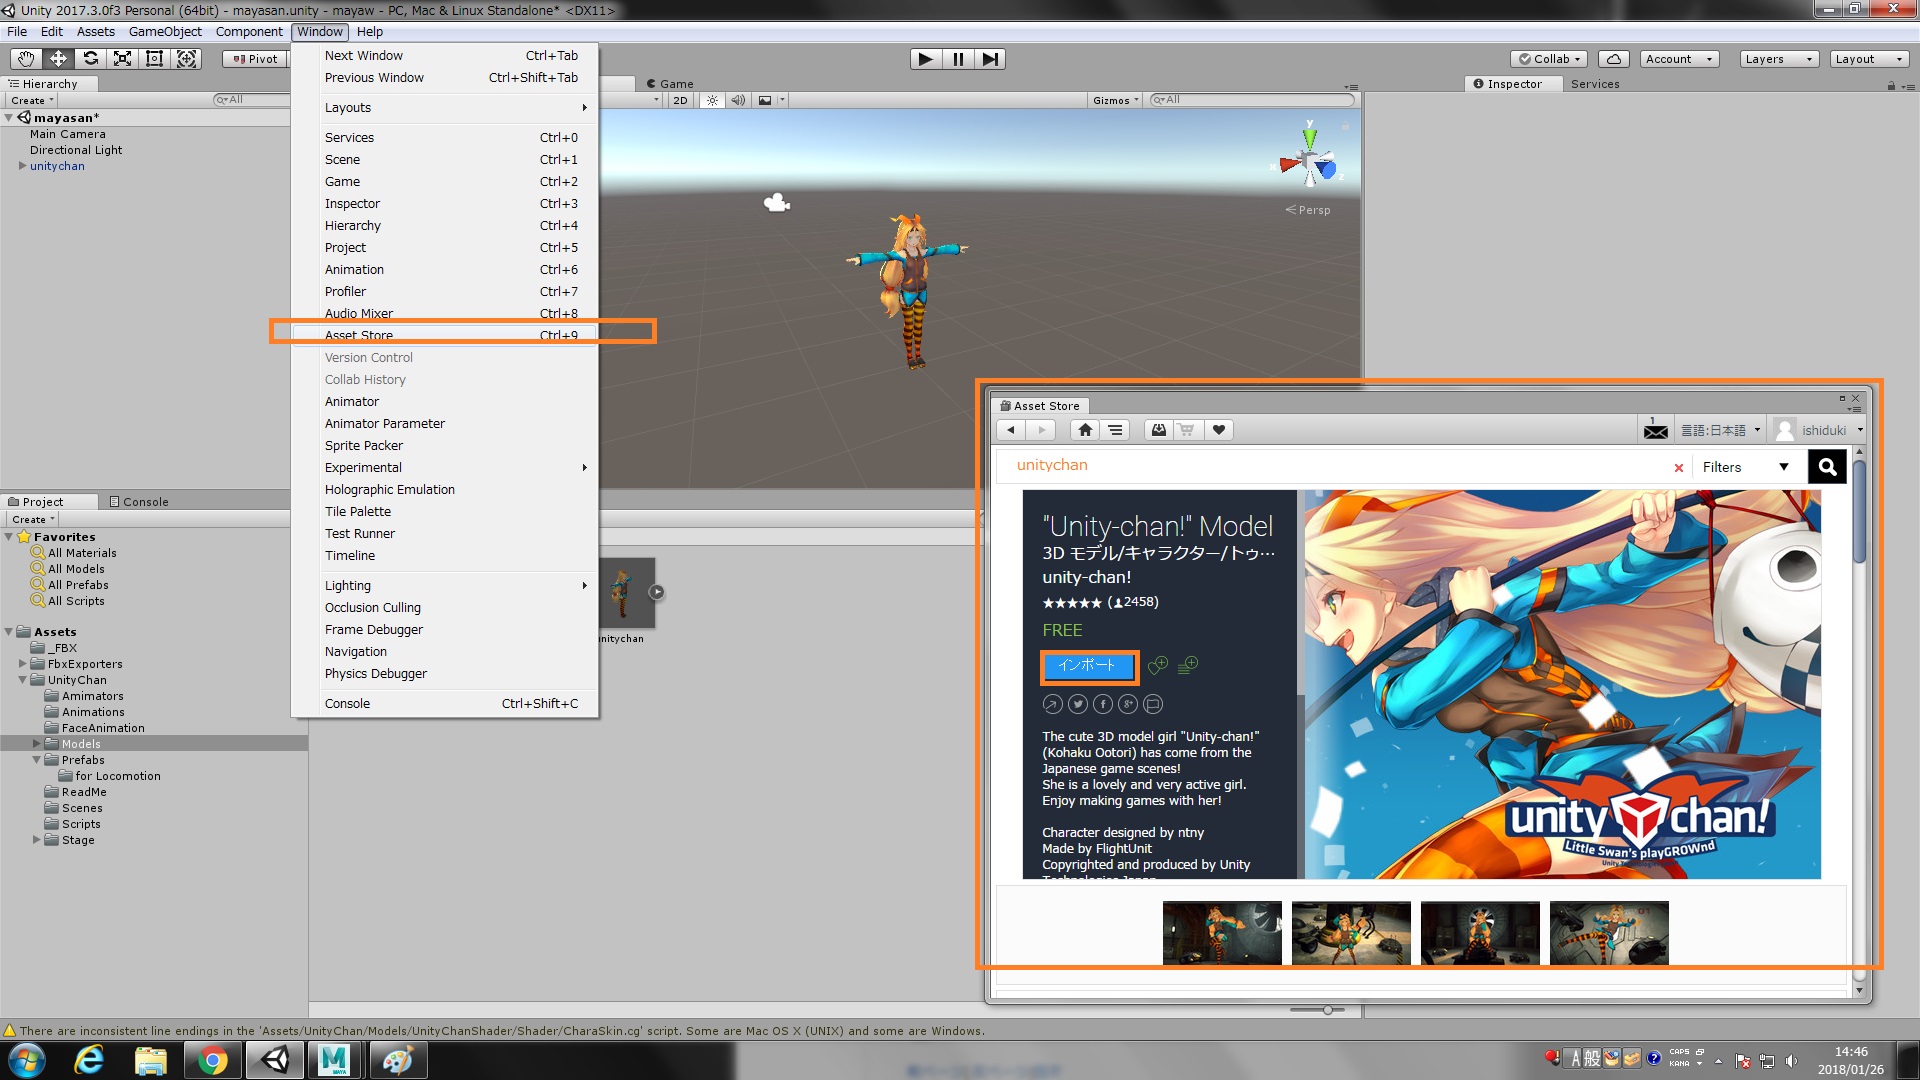 Unity 2017.3.0f3 Personal (64bit) - mayasan.unity - mayaw - PC, Mac & Linux Standalone* <DX11>
File Edit Assets GameObject Component Window Help
Pivot
Collab Account Layers Layout
Hierarchy
Create All
mayasan*
Main Camera
Directional Light
unitychan
Next Window Ctrl+Tab
Previous Window Ctrl+Shift+Tab
Layouts
Services Ctrl+0
Scene Ctrl+1
Game Ctrl+2
Inspector Ctrl+3
Hierarchy Ctrl+4
Project Ctrl+5
Animation Ctrl+6
Profiler Ctrl+7
Audio Mixer Ctrl+8
Asset Store Ctrl+9
Version Control
Collab History
Animator
Animator Parameter
Sprite Packer
Experimental
Holographic Emulation
Tile Palette
Test Runner
Timeline
Lighting
Occlusion Culling
Frame Debugger
Navigation
Physics Debugger
Console Ctrl+Shift+C
Game
2D Gizmos All
y
x
z
Persp
Inspector Services
Project Console
Create
Favorites
All Materials
All Models
All Prefabs
All Scripts
Assets
_FBX
FbxExporters
UnityChan
Animators
Animations
FaceAnimation
Models
Prefabs
for Locomotion
ReadMe
Scenes
Scripts
Stage
nitychan
Asset Store
1 言語:日本語 ishiduki
unitychan Filters
"Unity-chan!" Model
3D モデル/キャラクター/トゥ…
unity-chan!
★★★★★ (2458)
FREE
インポート
The cute 3D model girl "Unity-chan!"
(Kohaku Ootori) has come from the
Japanese game scenes!
She is a lovely and very active girl.
Enjoy making games with her!
Character designed by ntny
Made by FlightUnit
Copyrighted and produced by Unity
Technologies Japan
unity chan!
Little Swan's playGROWnd
There are inconsistent line endings in the 'Assets/UnityChan/Models/UnityChanShader/Shader/CharaSkin.cg' script. Some are Mac OS X (UNIX) and some are Windows.
M
MAYA
A 般 CAPS
KANA
14:46
2018/01/26